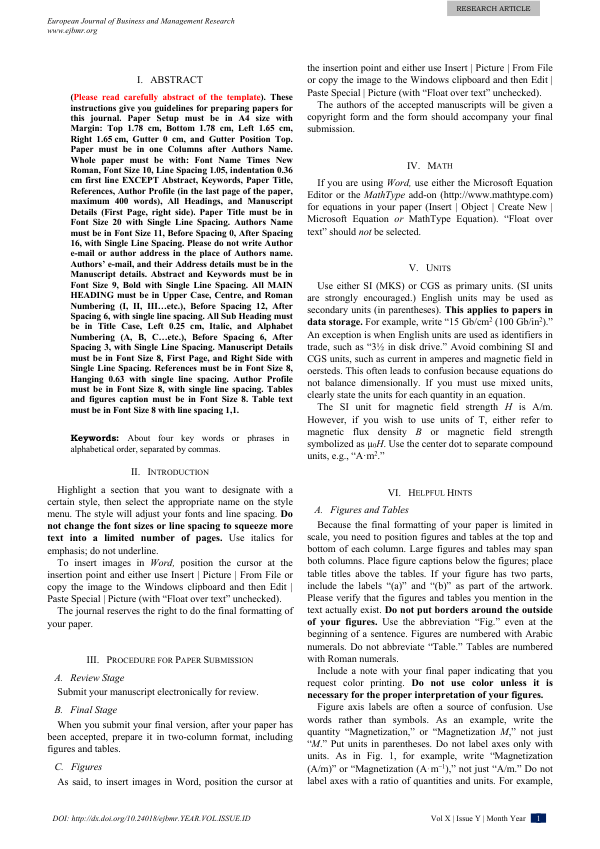 RESEARCH ARTICLE
European Journal of Business and Management Research
www.ejbmr.org
I. ABSTRACT
(Please read carefully abstract of the template). These
instructions give you guidelines for preparing papers for
this journal. Paper Setup must be in A4 size with
Margin: Top 1.78 cm, Bottom 1.78 cm, Left 1.65 cm,
Right 1.65 cm, Gutter 0 cm, and Gutter Position Top.
Paper must be in one Columns after Authors Name.
Whole paper must be with: Font Name Times New
Roman, Font Size 10, Line Spacing 1.05, indentation 0.36
cm first line EXCEPT Abstract, Keywords, Paper Title,
References, Author Profile (in the last page of the paper,
maximum 400 words), All Headings, and Manuscript
Details (First Page, right side). Paper Title must be in
Font Size 20 with Single Line Spacing. Authors Name
must be in Font Size 11, Before Spacing 0, After Spacing
16, with Single Line Spacing. Please do not write Author
e-mail or author address in the place of Authors name.
Authors' e-mail, and their Address details must be in the
Manuscript details. Abstract and Keywords must be in
Font Size 9, Bold with Single Line Spacing. All MAIN
HEADING must be in Upper Case, Centre, and Roman
Numbering (I, II, III…etc.), Before Spacing 12, After
Spacing 6, with single line spacing. All Sub Heading must
be in Title Case, Left 0.25 cm, Italic, and Alphabet
Numbering (A, B, C…etc.), Before Spacing 6, After
Spacing 3, with Single Line Spacing. Manuscript Details
must be in Font Size 8, First Page, and Right Side with
Single Line Spacing. References must be in Font Size 8,
Hanging 0.63 with single line spacing. Author Profile
must be in Font Size 8, with single line spacing. Tables
and figures caption must be in Font Size 8. Table text
must be in Font Size 8 with line spacing 1,1.
Keywords: About four key words or phrases in
alphabetical order, separated by commas.
II. INTRODUCTION
Highlight a section that you want to designate with a
certain style, then select the appropriate name on the style
menu. The style will adjust your fonts and line spacing. Do
not change the font sizes or line spacing to squeeze more
text into a limited number of pages. Use italics for
emphasis; do not underline.
To insert images in Word, position the cursor at the
insertion point and either use Insert | Picture | From File or
copy the image to the Windows clipboard and then Edit |
Paste Special | Picture (with “Float over text” unchecked).
The journal reserves the right to do the final formatting of
your paper.
III. PROCEDURE FOR PAPER SUBMISSION
A. Review Stage
Submit your manuscript electronically for review.
B. Final Stage
When you submit your final version, after your paper has
been accepted, prepare it in two-column format, including
figures and tables.
C. Figures
As said, to insert images in Word, position the cursor at
the insertion point and either use Insert | Picture | From File
or copy the image to the Windows clipboard and then Edit |
Paste Special | Picture (with “Float over text” unchecked).
The authors of the accepted manuscripts will be given a
copyright form and the form should accompany your final
submission.
IV. MATH
If you are using Word, use either the Microsoft Equation
Editor or the MathType add-on (http://www.mathtype.com)
for equations in your paper (Insert | Object | Create New |
Microsoft Equation or MathType Equation). “Float over
text” should not be selected.
V. UNITS
Use either SI (MKS) or CGS as primary units. (SI units
are strongly encouraged.) English units may be used as
secondary units (in parentheses). This applies to papers in
data storage. For example, write “15 Gb/cm² (100 Gb/in²).”
An exception is when English units are used as identifiers in
trade, such as “3½ in disk drive.” Avoid combining SI and
CGS units, such as current in amperes and magnetic field in
oersteds. This often leads to confusion because equations do
not balance dimensionally. If you must use mixed units,
clearly state the units for each quantity in an equation.
The SI unit for magnetic field strength H is A/m.
However, if you wish to use units of T, either refer to
magnetic flux density B or magnetic field strength
symbolized as µ₀H. Use the center dot to separate compound
units, e.g., “A·m².”
VI. HELPFUL HINTS
A. Figures and Tables
Because the final formatting of your paper is limited in
scale, you need to position figures and tables at the top and
bottom of each column. Large figures and tables may span
both columns. Place figure captions below the figures; place
table titles above the tables. If your figure has two parts,
include the labels “(a)” and “(b)” as part of the artwork.
Please verify that the figures and tables you mention in the
text actually exist. Do not put borders around the outside
of your figures. Use the abbreviation “Fig.” even at the
beginning of a sentence. Figures are numbered with Arabic
numerals. Do not abbreviate “Table.” Tables are numbered
with Roman numerals.
Include a note with your final paper indicating that you
request color printing. Do not use color unless it is
necessary for the proper interpretation of your figures.
Figure axis labels are often a source of confusion. Use
words rather than symbols. As an example, write the
quantity “Magnetization,” or “Magnetization M,” not just
“M.” Put units in parentheses. Do not label axes only with
units. As in Fig. 1, for example, write “Magnetization
(A/m)” or “Magnetization (A·m⁻¹),” not just “A/m.” Do not
label axes with a ratio of quantities and units. For example,
DOI: http://dx.doi.org/10.24018/ejbmr.YEAR.VOL.ISSUE.ID
Vol X | Issue Y | Month Year 1